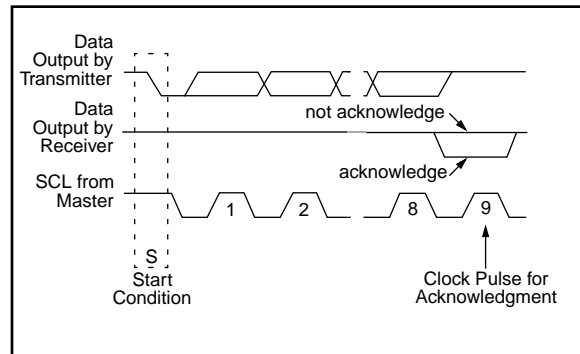 Data
Output by
Transmitter
Data
Output by
Receiver
not acknowledge
acknowledge
SCL from
Master
1
2
8
9
S
Start
Condition
Clock Pulse for
Acknowledgment